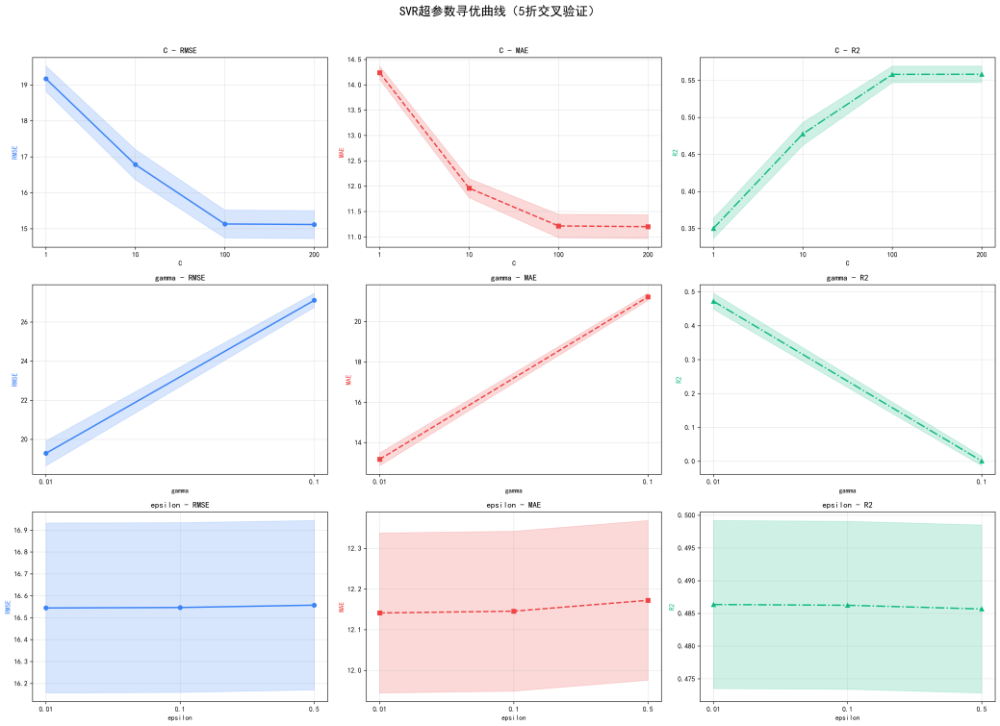 SVR超参数寻优曲线（5折交叉验证）
C - RMSE
RMSE
19
18
17
16
15
1
10
100
200
C
C - MAE
MAE
14.5
14.0
13.5
13.0
12.5
12.0
11.5
11.0
1
10
100
200
C
C - R2
R2
0.55
0.50
0.45
0.40
0.35
1
10
100
200
C
gamma - RMSE
RMSE
26
24
22
20
0.01
0.1
gamma
gamma - MAE
MAE
20
18
16
14
0.01
0.1
gamma
gamma - R2
R2
0.5
0.4
0.3
0.2
0.1
0.0
0.01
0.1
gamma
epsilon - RMSE
RMSE
16.9
16.8
16.7
16.6
16.5
16.4
16.3
16.2
0.01
0.1
0.5
epsilon
epsilon - MAE
MAE
12.3
12.2
12.1
12.0
0.01
0.1
0.5
epsilon
epsilon - R2
R2
0.500
0.495
0.490
0.485
0.480
0.475
0.01
0.1
0.5
epsilon